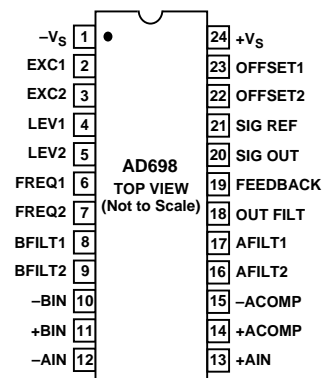 –VS 1 24 +VS
EXC1 2 23 OFFSET1
EXC2 3 22 OFFSET2
LEV1 4 21 SIG REF
LEV2 5 20 SIG OUT
AD698
FREQ1 6 19 FEEDBACK
TOP VIEW
FREQ2 7 (Not to Scale) 18 OUT FILT
BFILT1 8 17 AFILT1
BFILT2 9 16 AFILT2
–BIN 10 15 –ACOMP
+BIN 11 14 +ACOMP
–AIN 12 13 +AIN